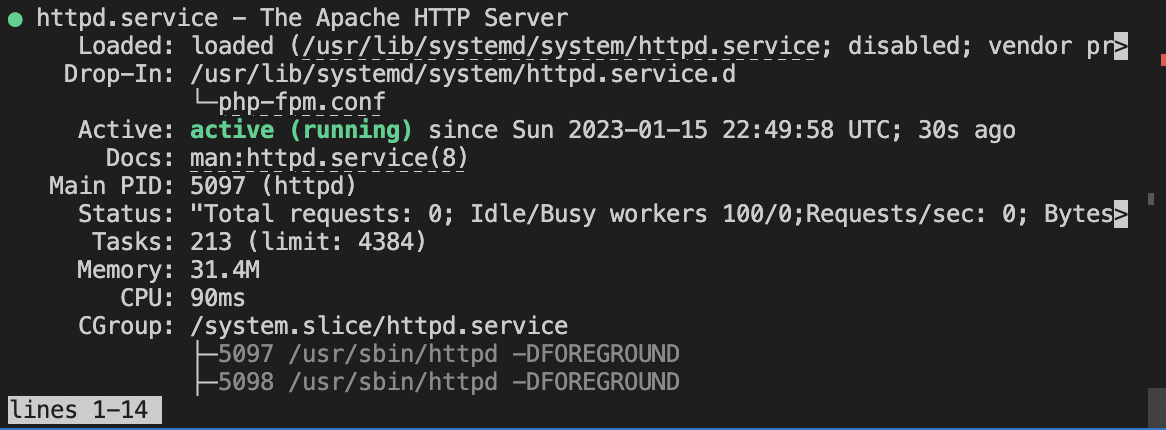 ● httpd.service - The Apache HTTP Server
     Loaded: loaded (/usr/lib/systemd/system/httpd.service; disabled; vendor pr>
    Drop-In: /usr/lib/systemd/system/httpd.service.d
             └─php-fpm.conf
     Active: active (running) since Sun 2023-01-15 22:49:58 UTC; 30s ago
       Docs: man:httpd.service(8)
   Main PID: 5097 (httpd)
     Status: "Total requests: 0; Idle/Busy workers 100/0;Requests/sec: 0; Bytes>
      Tasks: 213 (limit: 4384)
     Memory: 31.4M
        CPU: 90ms
     CGroup: /system.slice/httpd.service
             ├─5097 /usr/sbin/httpd -DFOREGROUND
             ├─5098 /usr/sbin/httpd -DFOREGROUND
lines 1-14